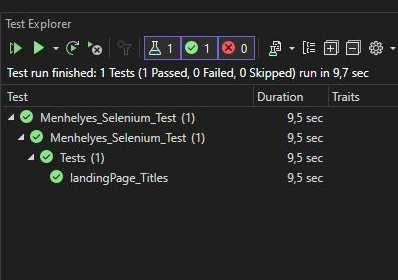 Test Explorer
1 1 0
Test run finished: 1 Tests (1 Passed, 0 Failed, 0 Skipped) run in 9,7 sec
Test Duration Traits
Menhelyes_Selenium_Test (1) 9,5 sec
Menhelyes_Selenium_Test (1) 9,5 sec
Tests (1) 9,5 sec
landingPage_Titles 9,5 sec